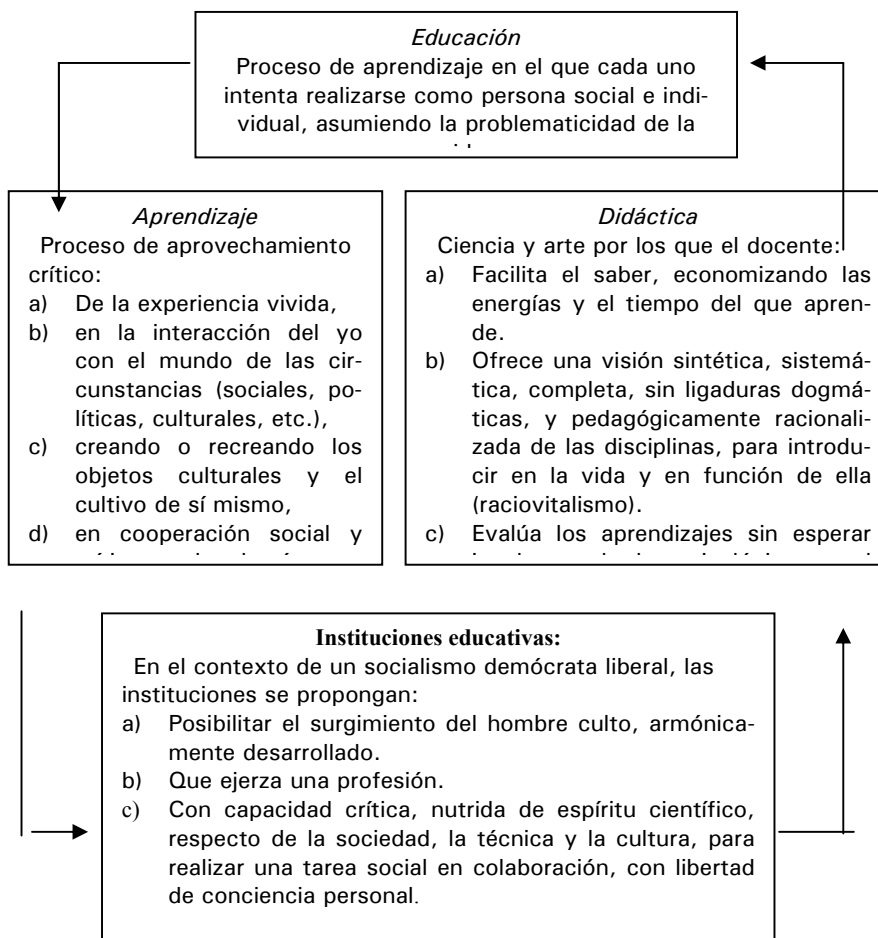 Educación
Proceso de aprendizaje en el que cada uno
intenta realizarse como persona social e indi-
vidual, asumiendo la problematicidad de la
Aprendizaje
Proceso de aprovechamiento
crítico:
a) De la experiencia vivida,
b) en la interacción del yo
con el mundo de las cir-
cunstancias (sociales, po-
líticas, culturales, etc.),
c) creando o recreando los
objetos culturales y el
cultivo de sí mismo,
d) en cooperación social y
Didáctica
Ciencia y arte por los que el docente:
a) Facilita el saber, economizando las
energías y el tiempo del que apren-
de.
b) Ofrece una visión sintética, sistemá-
tica, completa, sin ligaduras dogmá-
ticas, y pedagógicamente racionali-
zada de las disciplinas, para introdu-
cir en la vida y en función de ella
(raciovitalismo).
c) Evalúa los aprendizajes sin esperar
Instituciones educativas:
En el contexto de un socialismo demócrata liberal, las
instituciones se propongan:
a) Posibilitar el surgimiento del hombre culto, armónica-
mente desarrollado.
b) Que ejerza una profesión.
c) Con capacidad crítica, nutrida de espíritu científico,
respecto de la sociedad, la técnica y la cultura, para
realizar una tarea social en colaboración, con libertad
de conciencia personal.